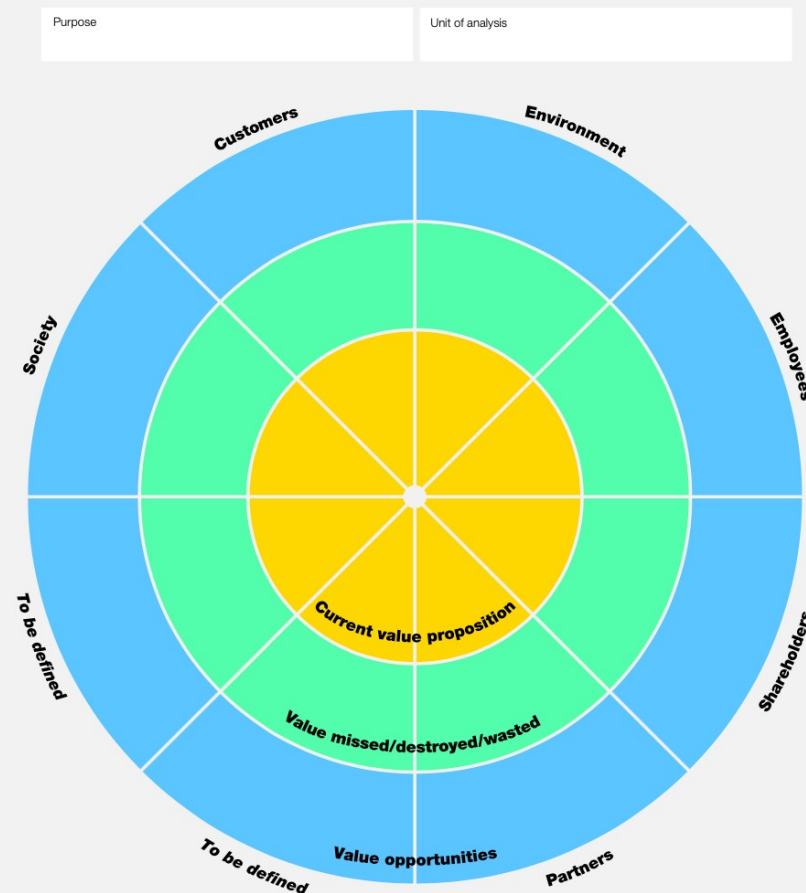 Purpose
Unit of analysis
Customers
Environment
Society
Employees
Current value proposition
To be defined
Shareholders
Value missed/destroyed/wasted
To be defined
Value opportunities
Partners